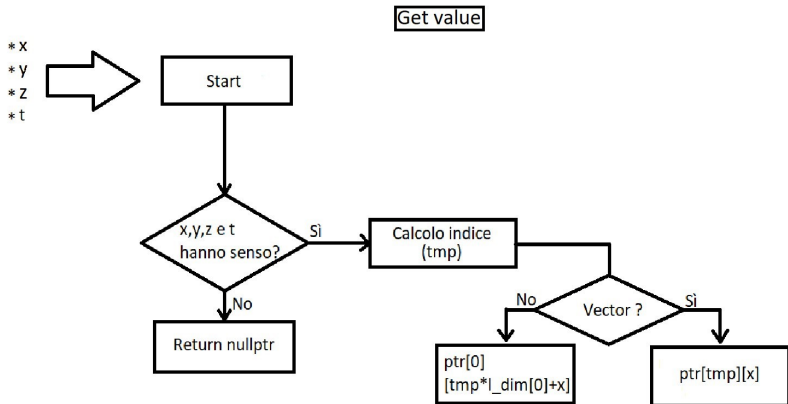 Get value
* x
* y
* z
* t
Start
x,y,z e t
hanno senso?
Sì
Calcolo indice
(tmp)
No
Return nullptr
Vector ?
No
Sì
ptr[0]
[tmp*l_dim[0]+x]
ptr[tmp][x]